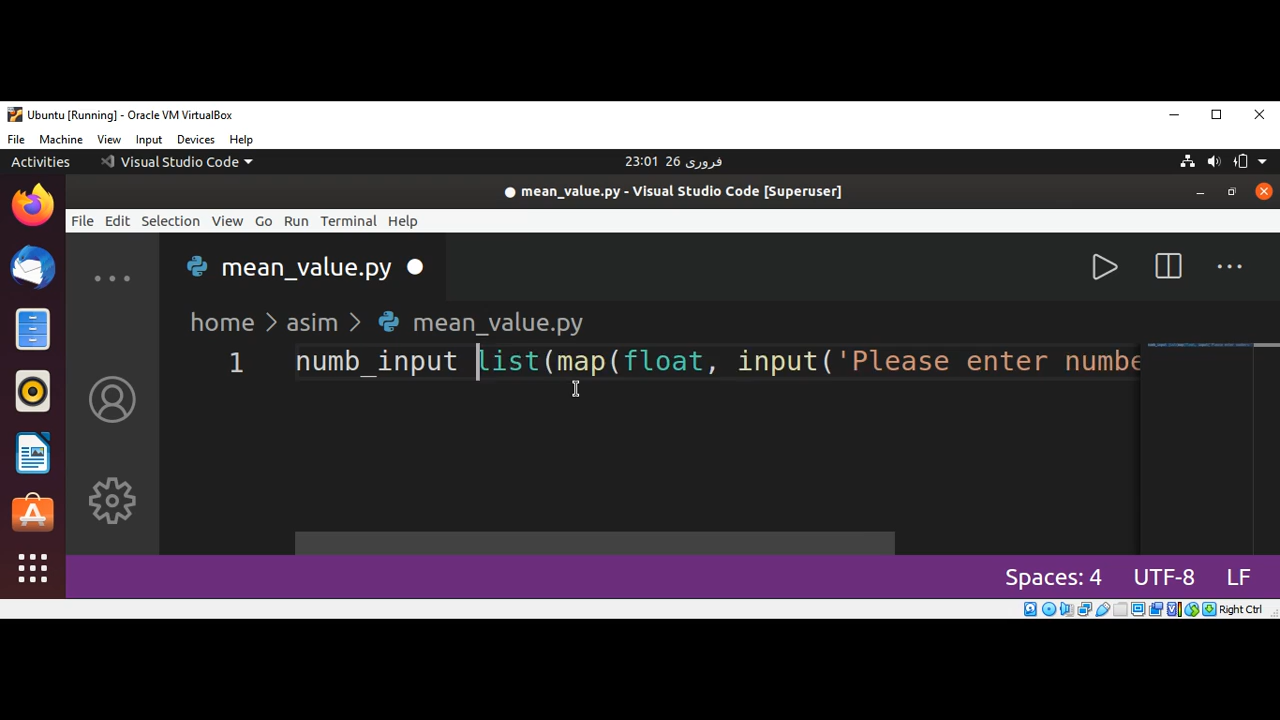 Ubuntu [Running] - Oracle VM VirtualBox
File Machine View Input Devices Help
Activities Visual Studio Code 23:01 26 فروری
mean_value.py - Visual Studio Code [Superuser]
File Edit Selection View Go Run Terminal Help
mean_value.py
home > asim > mean_value.py
1 numb_input list(map(float, input('Please enter numbe
Spaces: 4 UTF-8 LF
Right Ctrl